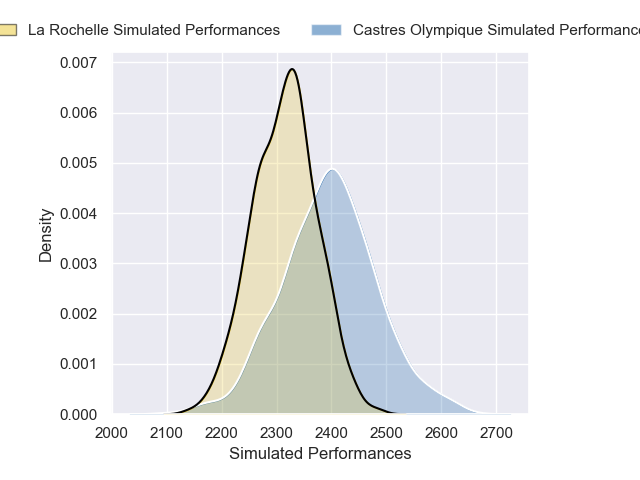 La Rochelle Simulated Performances
Castres Olympique Simulated Performanc
0.007
0.006
0.005
0.004
0.003
0.002
0.001
0.000
Density
2000 2100 2200 2300 2400 2500 2600 2700
Simulated Performances